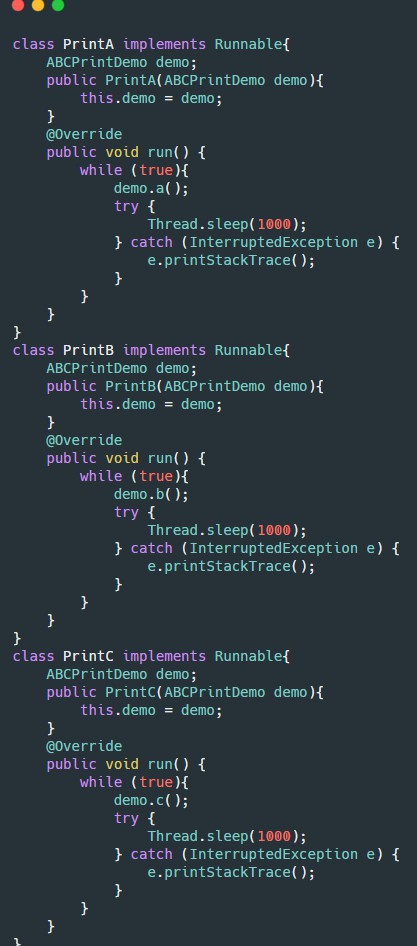 class PrintA implements Runnable{
    ABCPrintDemo demo;
    public PrintA(ABCPrintDemo demo){
        this.demo = demo;
    }
    @Override
    public void run() {
        while (true){
            demo.a();
            try {
                Thread.sleep(1000);
            } catch (InterruptedException e) {
                e.printStackTrace();
            }
        }
    }
}
class PrintB implements Runnable{
    ABCPrintDemo demo;
    public PrintB(ABCPrintDemo demo){
        this.demo = demo;
    }
    @Override
    public void run() {
        while (true){
            demo.b();
            try {
                Thread.sleep(1000);
            } catch (InterruptedException e) {
                e.printStackTrace();
            }
        }
    }
}
class PrintC implements Runnable{
    ABCPrintDemo demo;
    public PrintC(ABCPrintDemo demo){
        this.demo = demo;
    }
    @Override
    public void run() {
        while (true){
            demo.c();
            try {
                Thread.sleep(1000);
            } catch (InterruptedException e) {
                e.printStackTrace();
            }
        }
    }
}